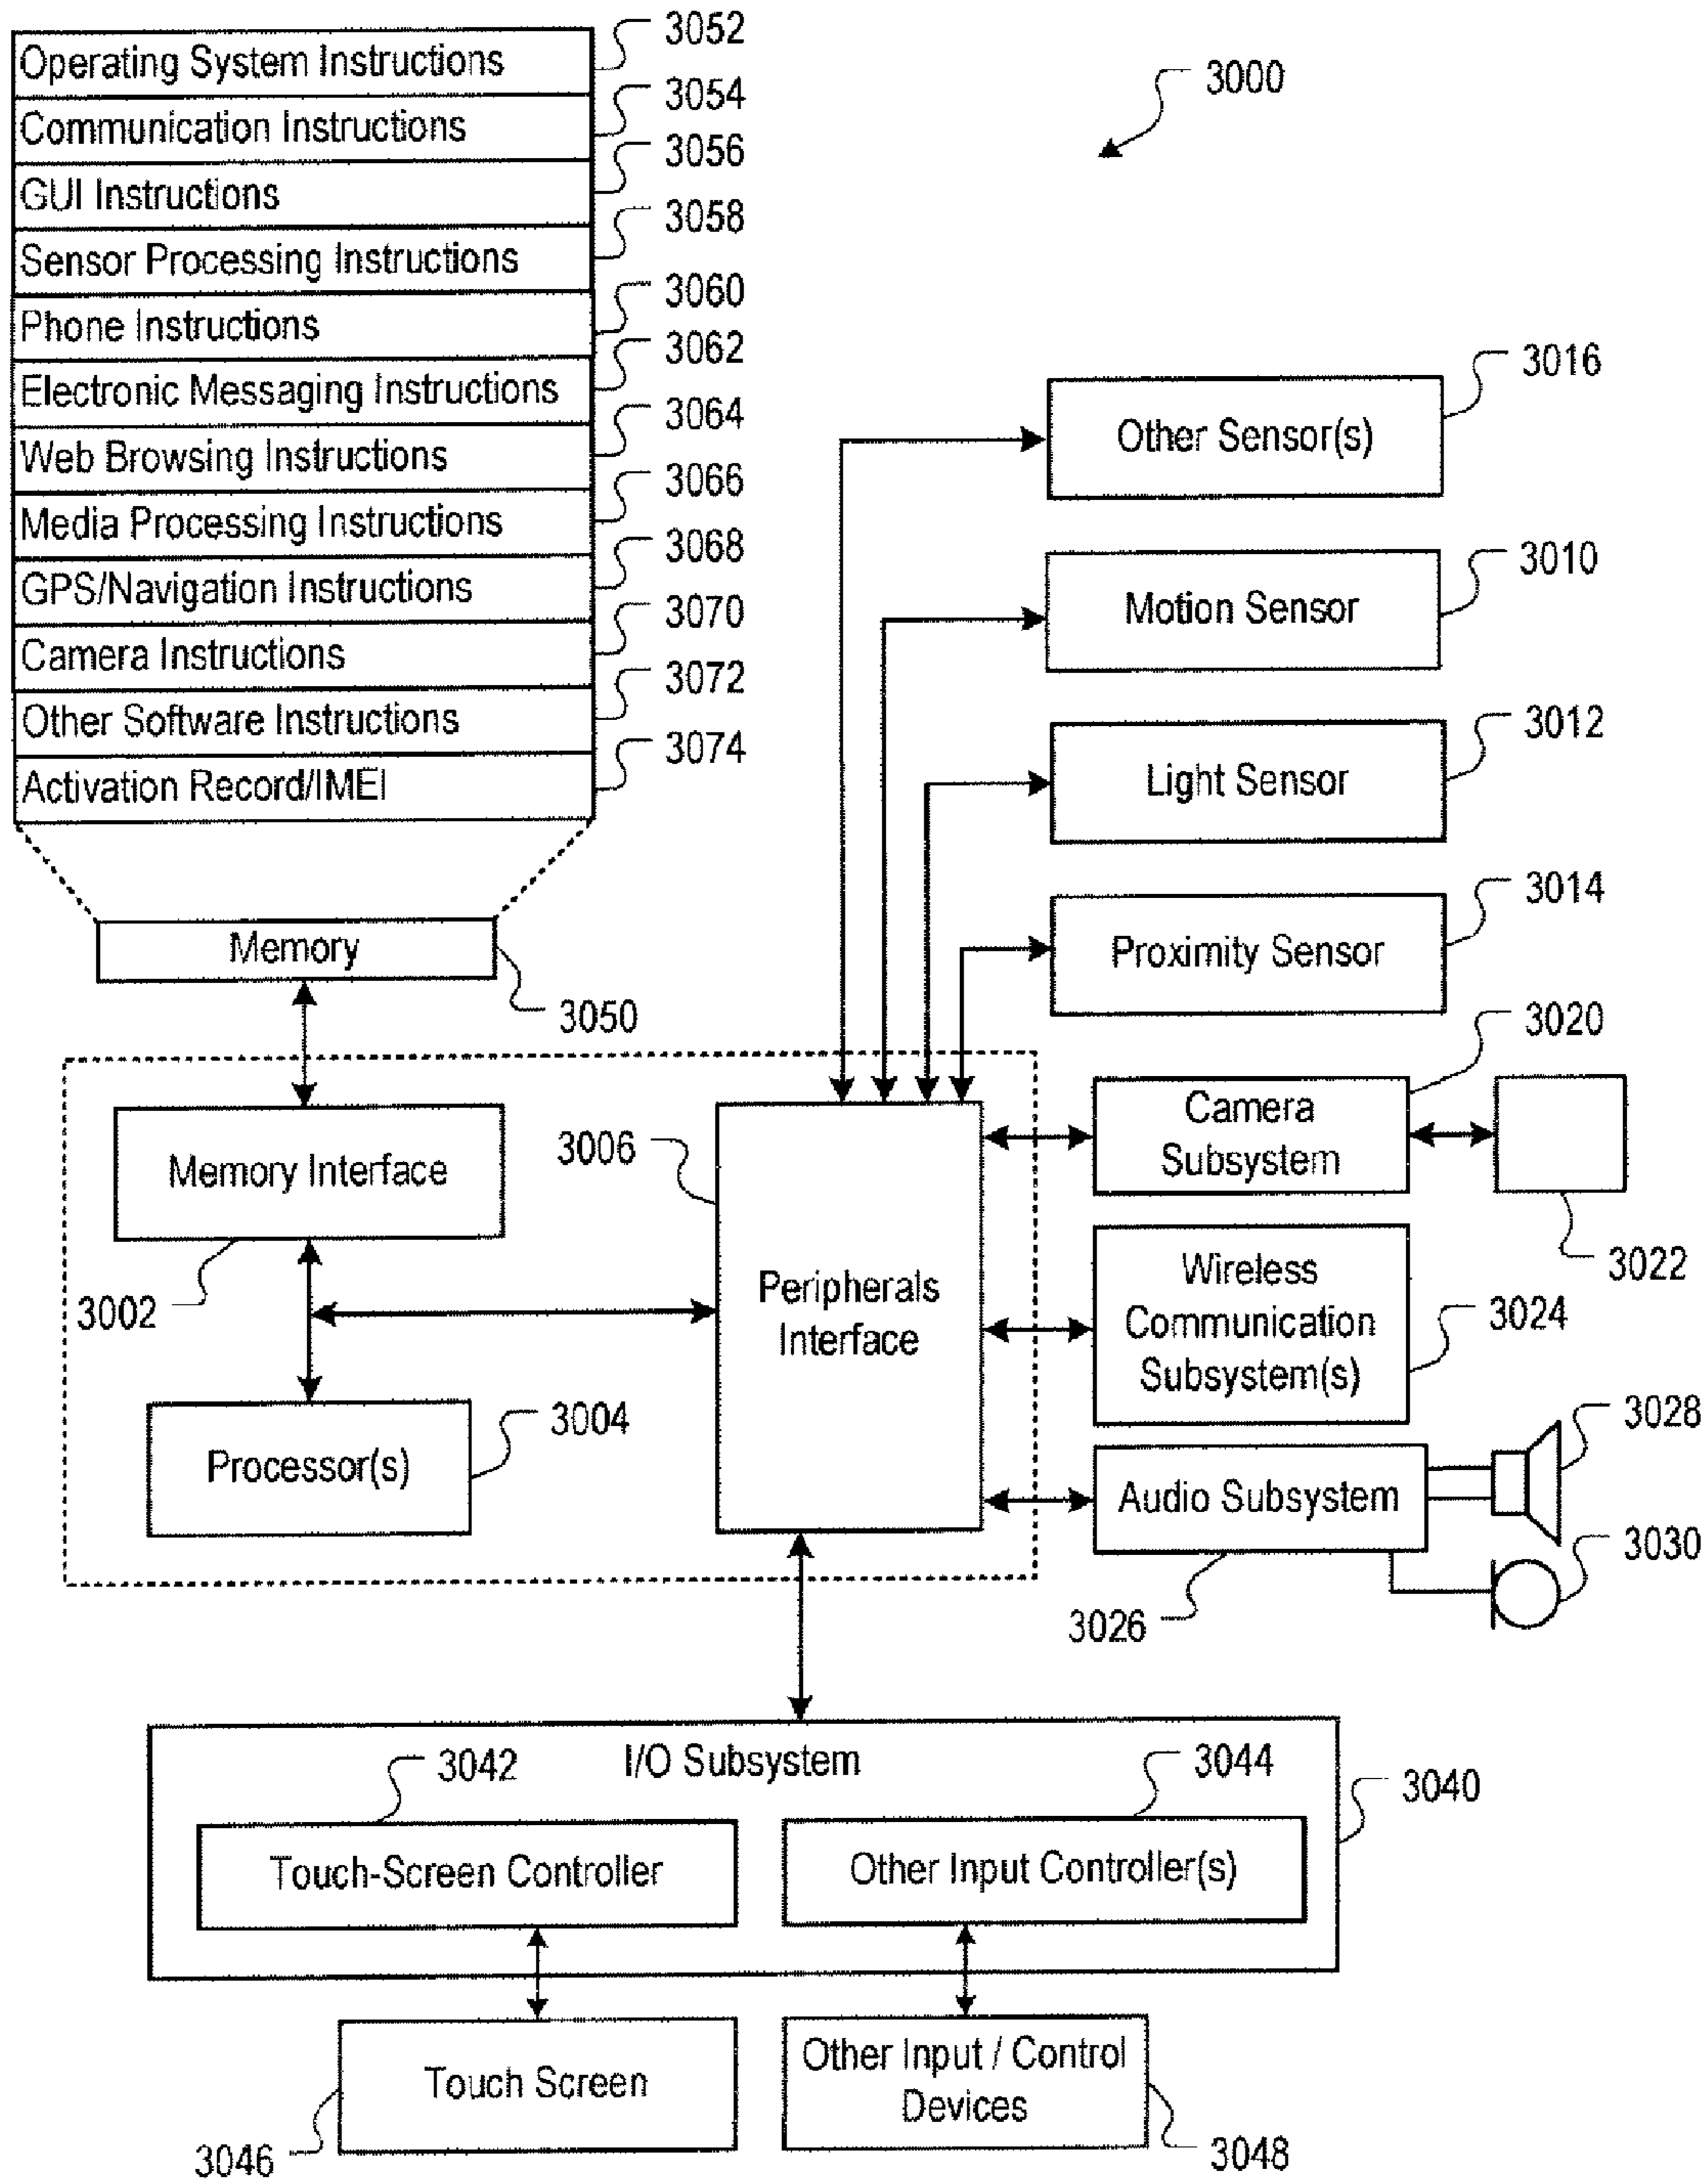 Operating System Instructions
3052
Communication Instructions
3054
GUI Instructions
3056
Sensor Processing Instructions
3058
Phone Instructions
3060
Electronic Messaging Instructions
3062
Web Browsing Instructions
3064
Media Processing Instructions
3066
GPS/Navigation Instructions
3068
Camera Instructions
3070
Other Software Instructions
3072
Activation Record/IMEI
3074
3000
Memory
3050
Other Sensor(s)
3016
Motion Sensor
3010
Light Sensor
3012
Proximity Sensor
3014
Memory Interface
3002
Processor(s)
3004
3006
Peripherals
Interface
Camera
Subsystem
3020
3022
Wireless
Communication
Subsystem(s)
3024
Audio Subsystem
3026
3028
3030
I/O Subsystem
3040
3042
Touch-Screen Controller
3044
Other Input Controller(s)
Touch Screen
3046
Other Input / Control
Devices
3048